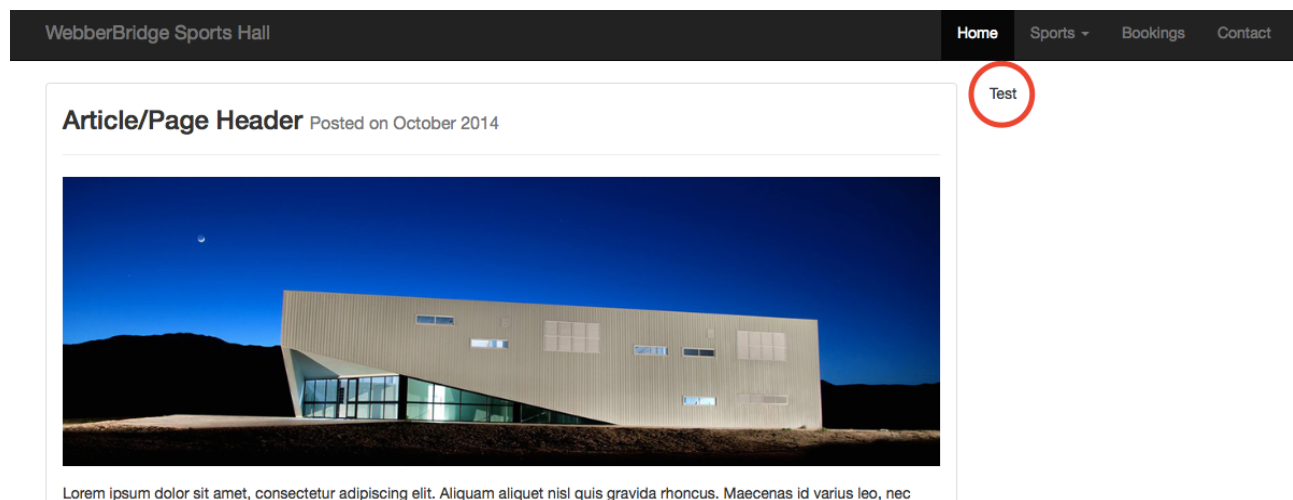 WebberBridge Sports Hall Home Sports Bookings Contact
Test
Article/Page Header Posted on October 2014
Lorem ipsum dolor sit amet, consectetur adipiscing elit. Aliquam aliquet nisl quis gravida rhoncus. Maecenas id varius leo, nec